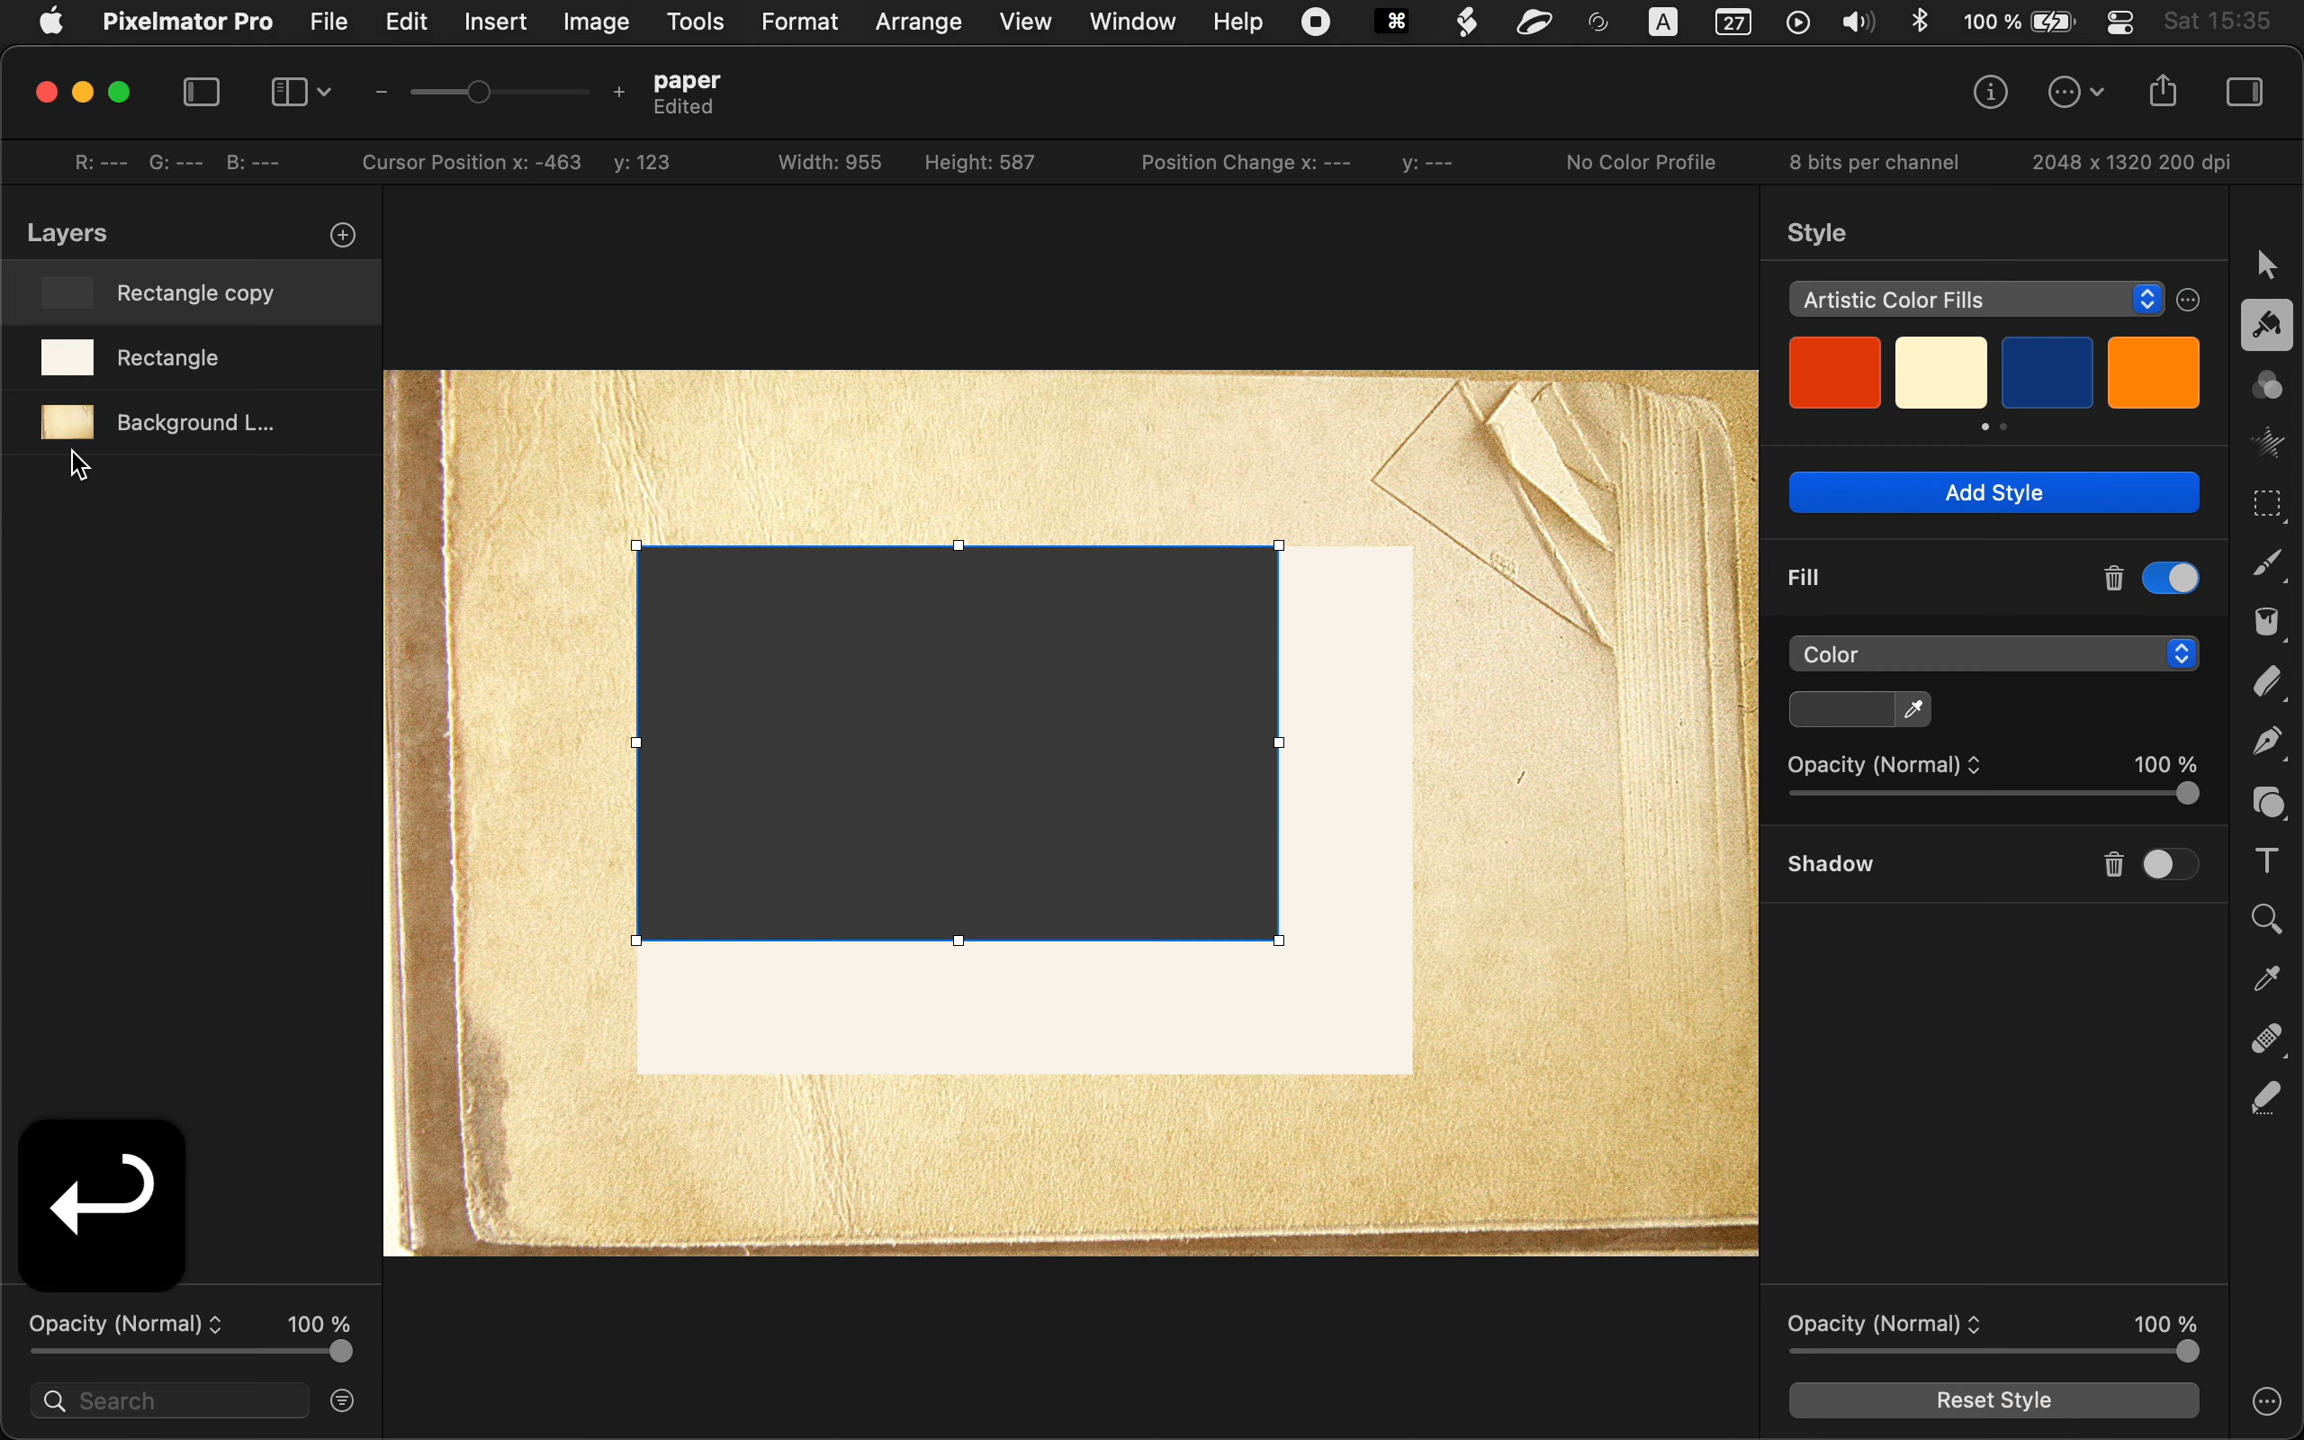 Pixelmator Pro File Edit Insert Image Tools Format Arrange View Window Help ⌘ A 27 100 % Sat 15:35
paper
Edited
R: --- G: --- B: --- Cursor Position x: -463 y: 123 Width: 955 Height: 587 Position Change x: --- y: --- No Color Profile 8 bits per channel 2048 x 1320 200 dpi
Layers
Rectangle copy
Rectangle
Background L...
Opacity (Normal) 100 %
Search
Style
Artistic Color Fills
Add Style
Fill
Color
Opacity (Normal) 100 %
Shadow
Opacity (Normal) 100 %
Reset Style